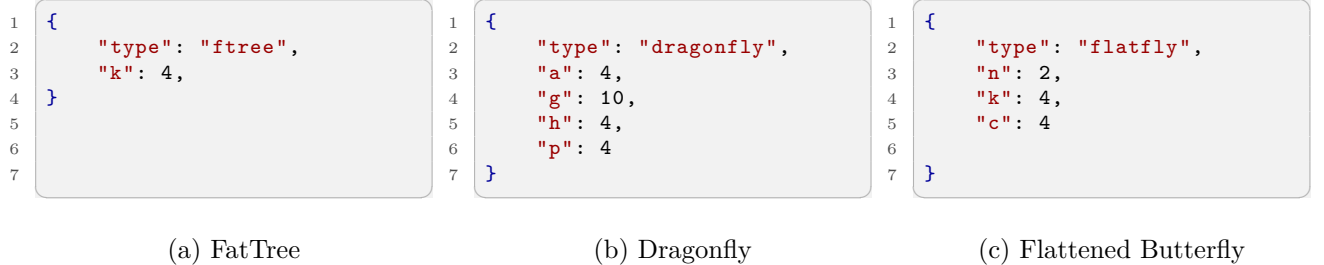 1 {
2 "type": "ftree",
3 "k": 4,
4 }
5
6
7
(a) FatTree
1 {
2 "type": "dragonfly",
3 "a": 4,
4 "g": 10,
5 "h": 4,
6 "p": 4
7 }
(b) Dragonfly
1 {
2 "type": "flatfly",
3 "n": 2,
4 "k": 4,
5 "c": 4
6
7 }
(c) Flattened Butterfly